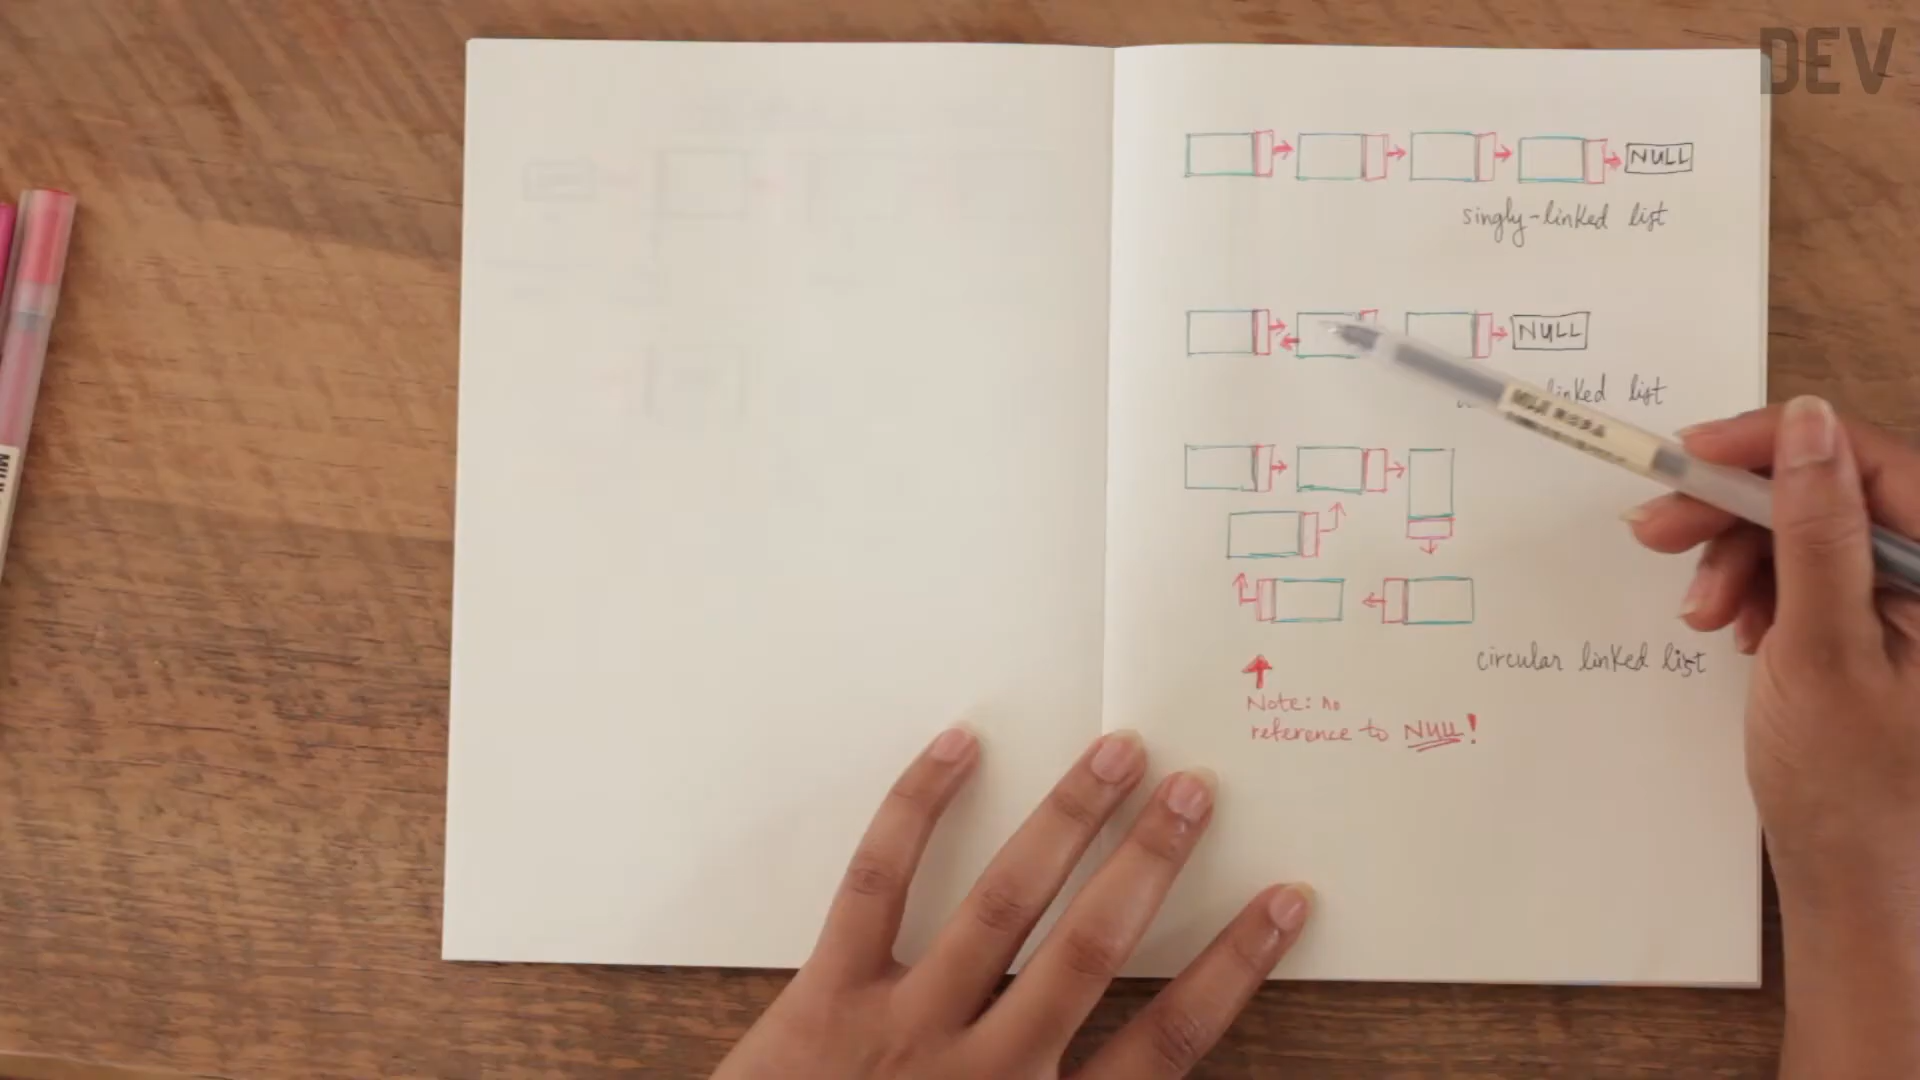 DEV
NULL
singly-linked list
NULL
linked list
circular linked list
Note: no
reference to NULL!